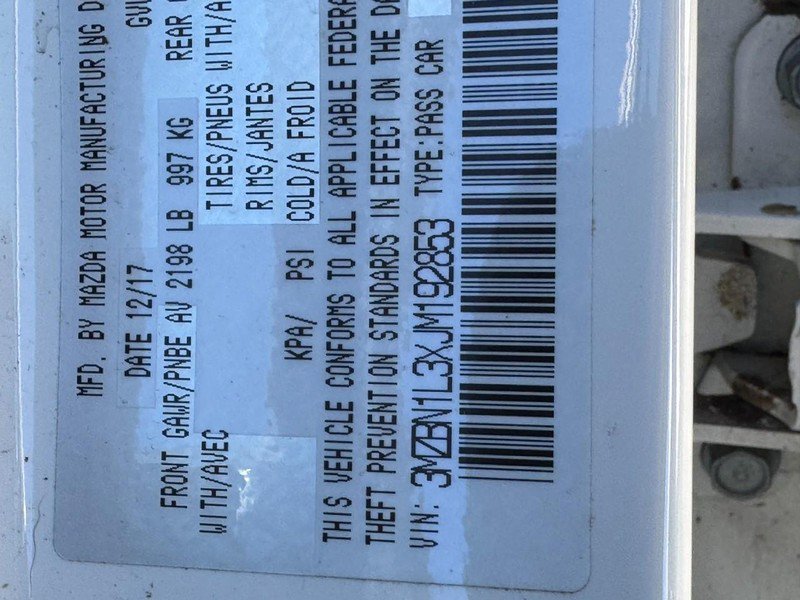 MFD. BY MAZDA MOTOR MANUFACTURING D
DATE 12/17 GVW
FRONT GAWR/PNBE AV 2198 LB 997 KG REAR G
WITH/AVEC TIRES/PNEUS WITH/A
RIMS/JANTES
KPA/ PSI COLD/A FROID
THIS VEHICLE CONFORMS TO ALL APPLICABLE FEDERA
THEFT PREVENTION STANDARDS IN EFFECT ON THE DA
VIN: 3MZBN1L3XJM192853 TYPE:PASS CAR